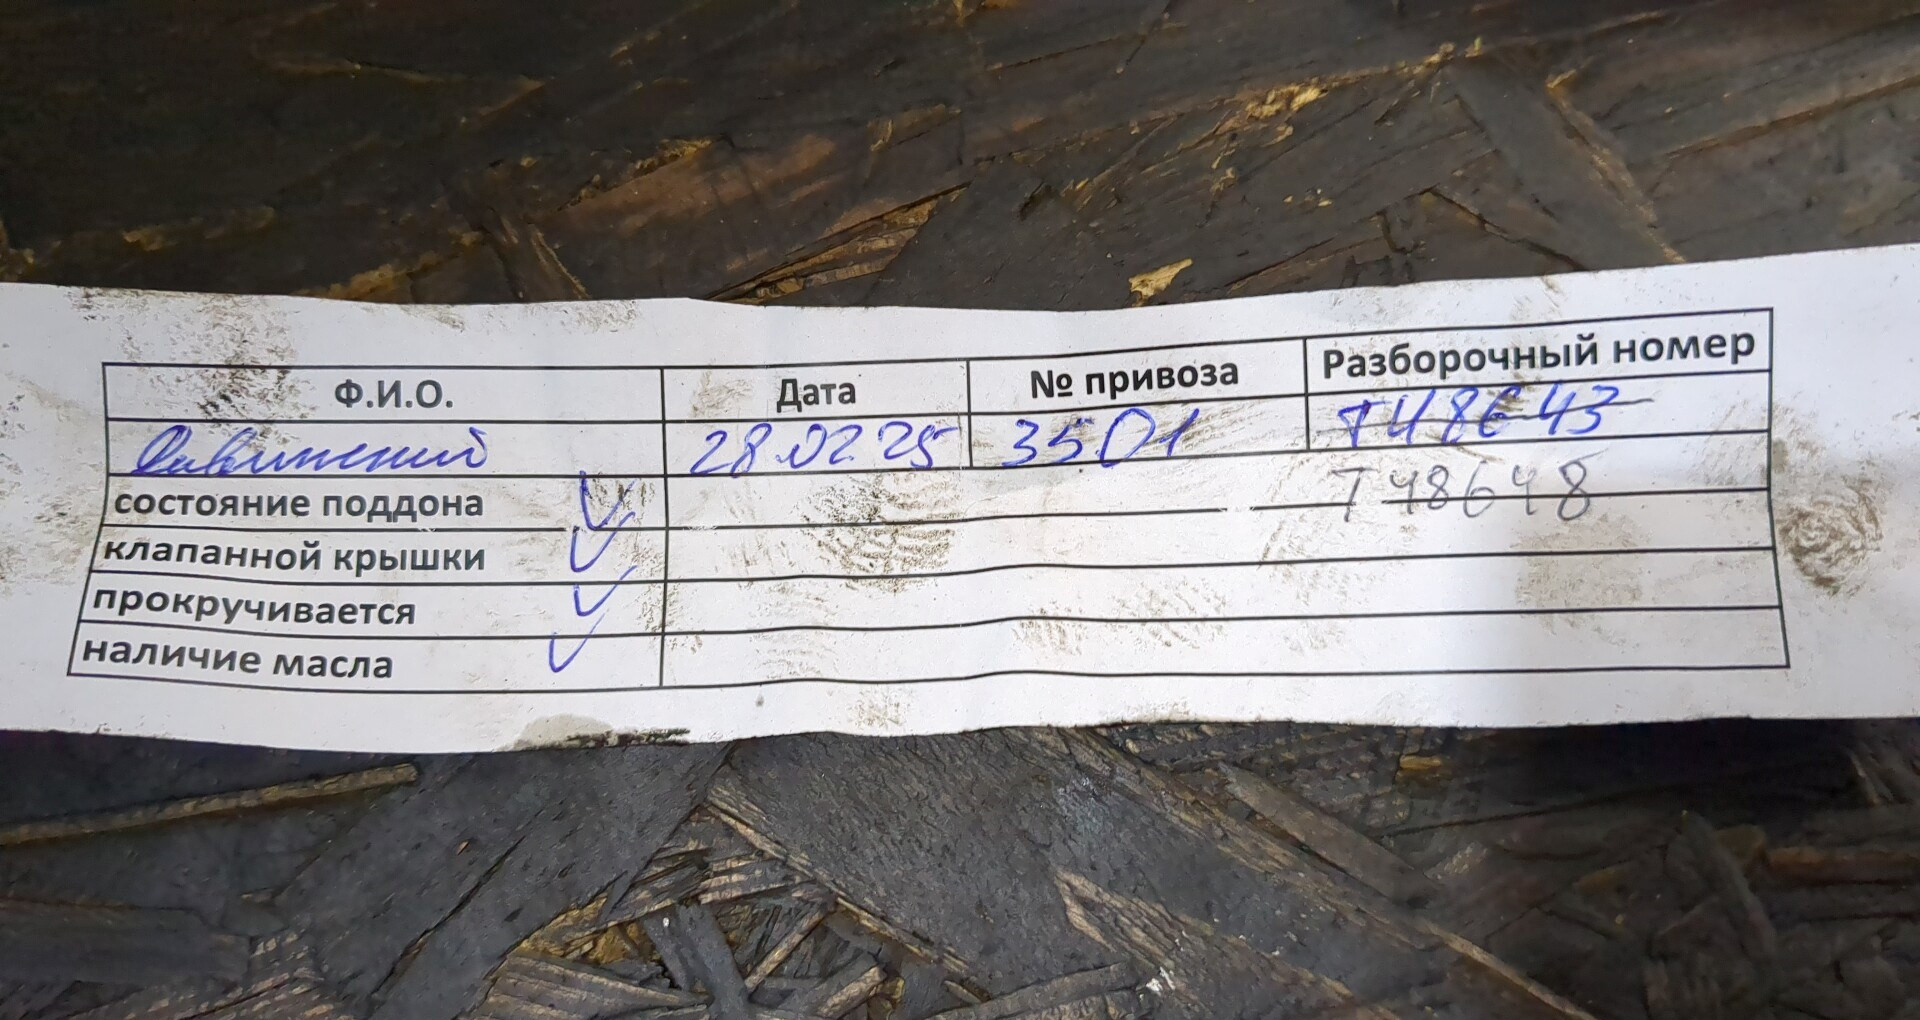 Ф.И.О. Дата № привоза Разборочный номер
28.02.25 3501 Т48643
состояние поддона Т48648
клапанной крышки
прокручивается
наличие масла